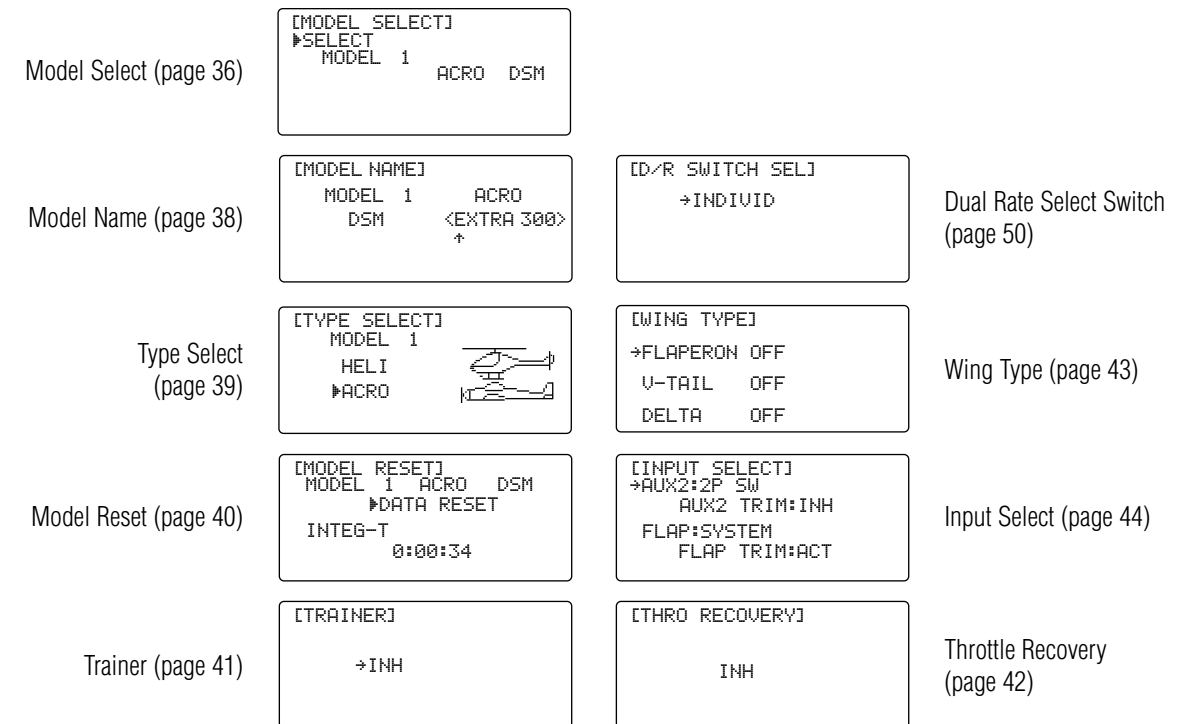 Model Select (page 36)
[MODEL SELECT]
▶SELECT
MODEL 1
ACRO DSM
Model Name (page 38)
[MODEL NAME]
MODEL 1 ACRO
DSM <EXTRA 300>
↑
[D/R SWITCH SEL]
→INDIVID
Dual Rate Select Switch
(page 50)
Type Select
(page 39)
[TYPE SELECT]
MODEL 1
HELI
▶ACRO
[WING TYPE]
→FLAPERON OFF
V-TAIL OFF
DELTA OFF
Wing Type (page 43)
Model Reset (page 40)
[MODEL RESET]
MODEL 1 ACRO DSM
▶DATA RESET
INTEG-T
0:00:34
[INPUT SELECT]
→AUX2:2P SW
AUX2 TRIM:INH
FLAP:SYSTEM
FLAP TRIM:ACT
Input Select (page 44)
Trainer (page 41)
[TRAINER]
→INH
[THRO RECOVERY]
INH
Throttle Recovery
(page 42)